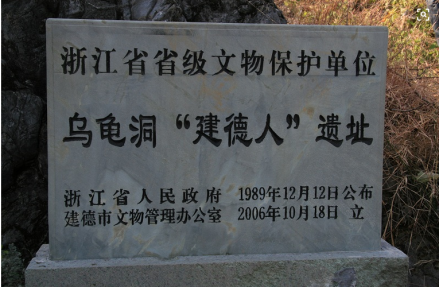 浙江省省级文物保护单位
乌龟洞“建德人”遗址
浙江省人民政府 1989年12月12日公布
建德市文物管理办公室 2006年10月18日 立